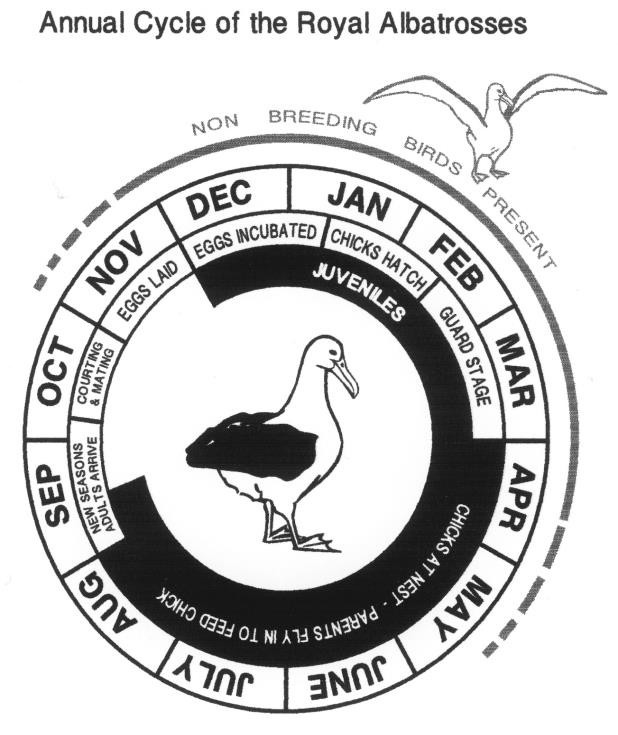 Annual Cycle of the Royal Albatrosses
NON BREEDING BIRDS PRESENT
JAN
FEB
MAR
APR
MAY
JUNE
JULY
AUG
SEP
OCT
NOV
DEC
EGGS INCUBATED
CHICKS HATCH
GUARD STAGE
CHICKS AT NEST - PARENTS FLY IN TO FEED CHICK
NEW SEASONS
ADULTS ARRIVE
COURTING
& MATING
EGGS LAID
JUVENILES